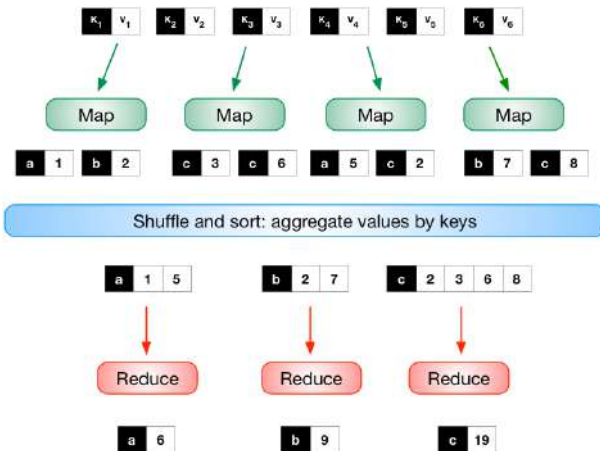 K₁ V₁ K₂ V₂ K₃ V₃ K₄ V₄ K₅ V₅ K₆ V₆
Map Map Map Map
a 1 b 2 c 3 c 6 a 5 c 2 b 7 c 8
Shuffle and sort: aggregate values by keys
a 1 5 b 2 7 c 2 3 6 8
Reduce Reduce Reduce
a 6 b 9 c 19